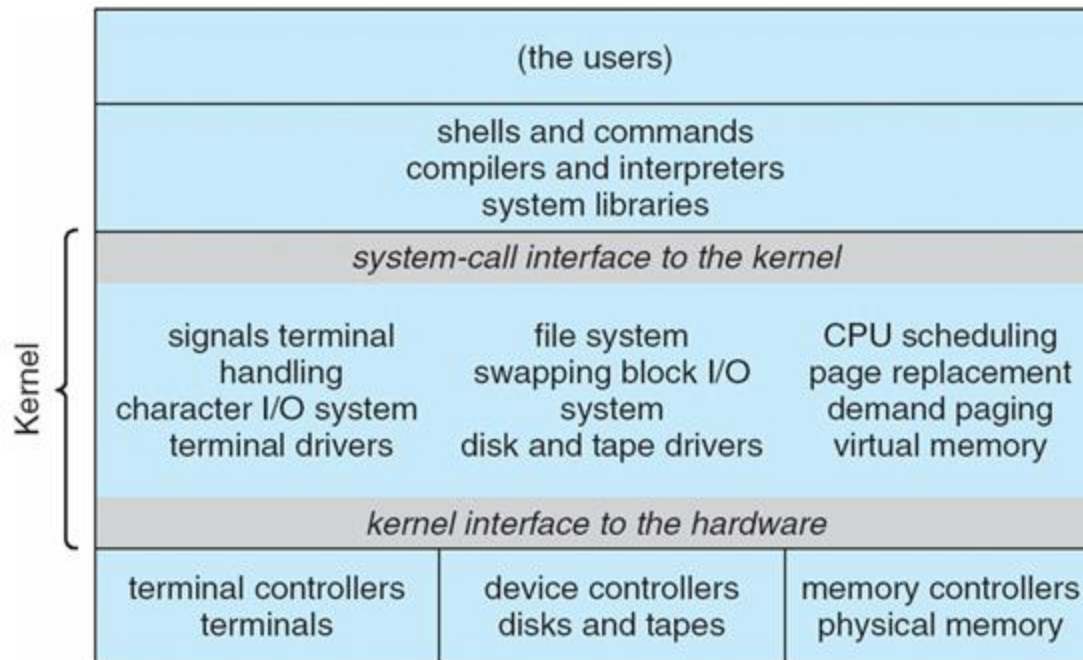 (the users)
shells and commands
compilers and interpreters
system libraries
Kernel
system-call interface to the kernel
signals terminal
handling
character I/O system
terminal drivers
file system
swapping block I/O
system
disk and tape drivers
CPU scheduling
page replacement
demand paging
virtual memory
kernel interface to the hardware
terminal controllers
terminals
device controllers
disks and tapes
memory controllers
physical memory